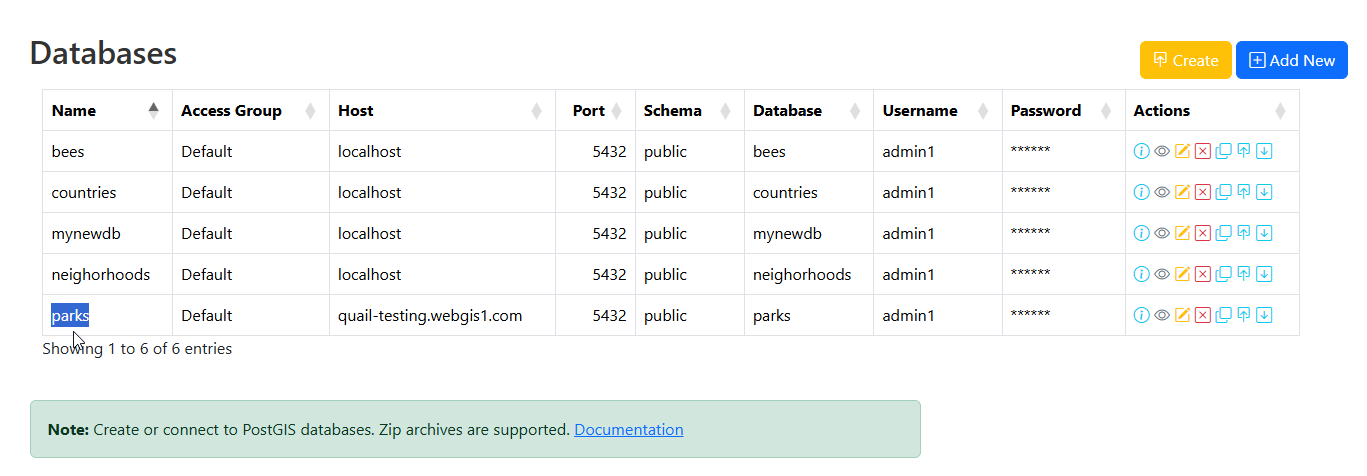 Databases
Create Add New
Name Access Group Host Port Schema Database Username Password Actions
bees Default localhost 5432 public bees admin1 ******
countries Default localhost 5432 public countries admin1 ******
mynewdb Default localhost 5432 public mynewdb admin1 ******
neighorhoods Default localhost 5432 public neighorhoods admin1 ******
parks Default quail-testing.webgis1.com 5432 public parks admin1 ******
Showing 1 to 6 of 6 entries
Note: Create or connect to PostGIS databases. Zip archives are supported. Documentation